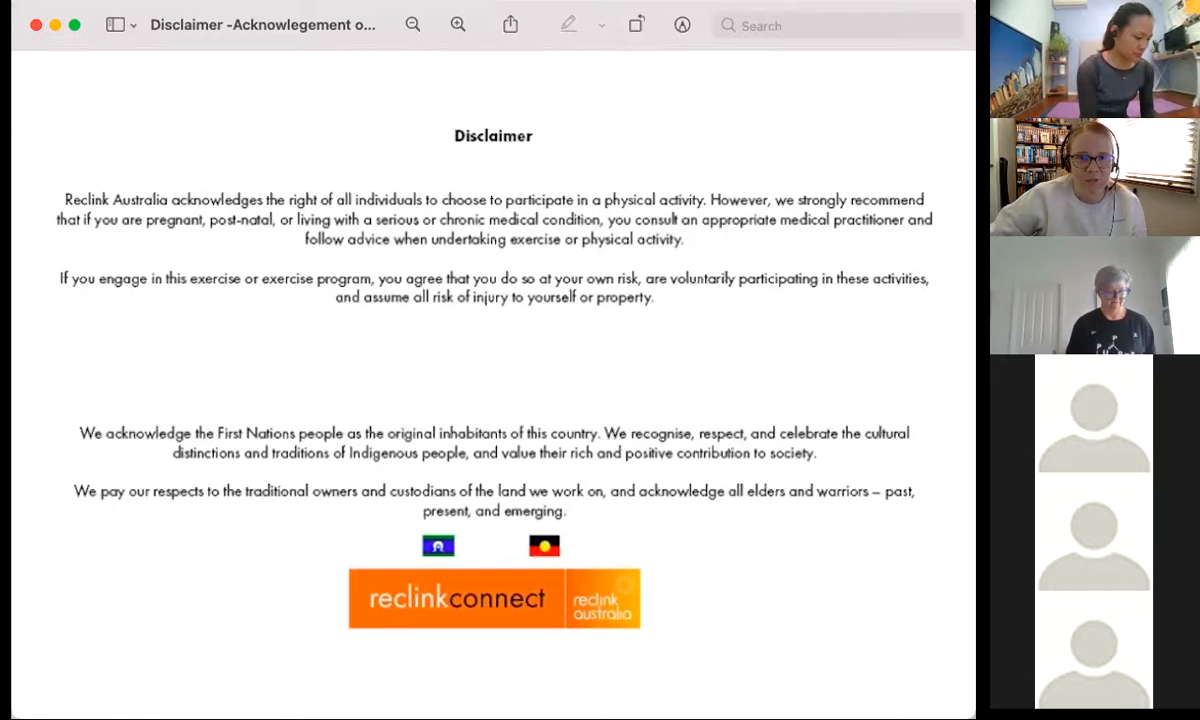 Disclaimer -Acknowlegement o...
Search
Disclaimer
Reclink Australia acknowledges the right of all individuals to choose to participate in a physical activity. However, we strongly recommend
that if you are pregnant, post-natal, or living with a serious or chronic medical condition, you consult an appropriate medical practitioner and
follow advice when undertaking exercise or physical activity.
If you engage in this exercise or exercise program, you agree that you do so at your own risk, are voluntarily participating in these activities,
and assume all risk of injury to yourself or property.
We acknowledge the First Nations people as the original inhabitants of this country. We recognise, respect, and celebrate the cultural
distinctions and traditions of Indigenous people, and value their rich and positive contribution to society.
We pay our respects to the traditional owners and custodians of the land we work on, and acknowledge all elders and warriors – past,
present, and emerging.
reclinkconnect
reclink
australia